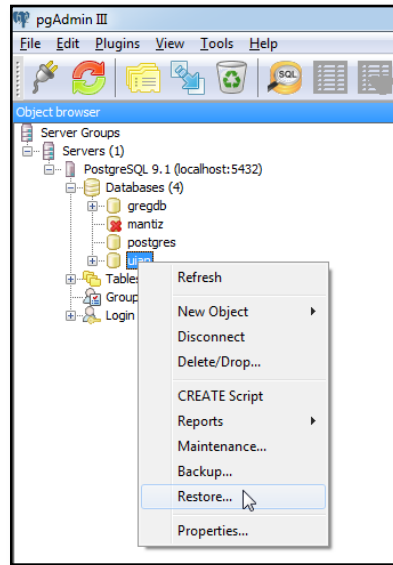 pgAdmin III
File Edit Plugins View Tools Help
SQL
Object browser
Server Groups
Servers (1)
PostgreSQL 9.1 (localhost:5432)
Databases (4)
gregdb
mantiz
postgres
Tables
Group
Login
Refresh
New Object
Disconnect
Delete/Drop...
CREATE Script
Reports
Maintenance...
Backup...
Restore...
Properties...